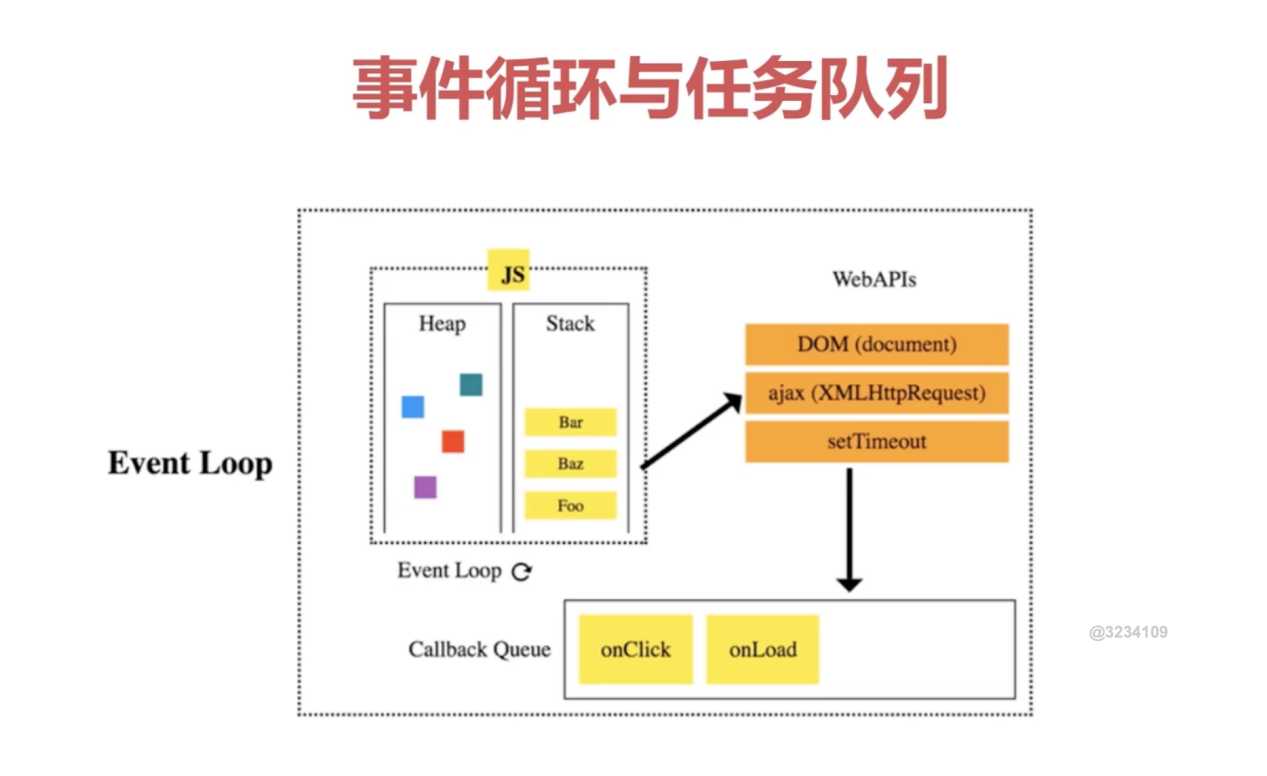 事件循环与任务队列
JS
WebAPIs
Heap
Stack
DOM (document)
ajax (XMLHttpRequest)
setTimeout
Bar
Baz
Foo
Event Loop
Event Loop
Callback Queue
onClick
onLoad
@3234109